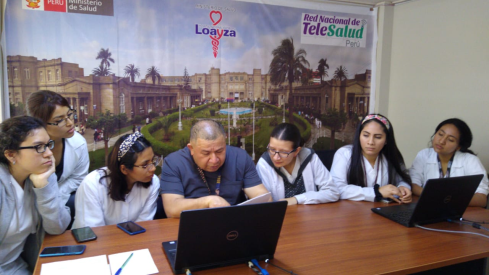 PERÚ
Ministerio
de Salud
Loayza
Red Nacional de
TeleSalud
Perú
DELL